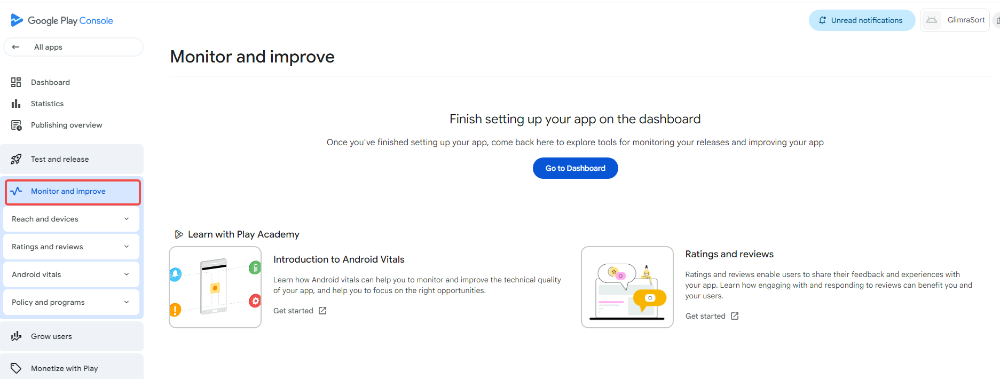 Google Play Console
Unread notifications
GlimraSort
All apps
Monitor and improve
Dashboard
Statistics
Publishing overview
Test and release
Monitor and improve
Reach and devices
Ratings and reviews
Android vitals
Policy and programs
Grow users
Monetize with Play
Finish setting up your app on the dashboard
Once you've finished setting up your app, come back here to explore tools for monitoring your releases and improving your app
Go to Dashboard
Learn with Play Academy
Introduction to Android Vitals
Learn how Android vitals can help you to monitor and improve the technical quality
of your app, and help you to focus on the right opportunities.
Get started
Ratings and reviews
Ratings and reviews enable users to share their feedback and experiences with
your app. Learn how engaging with and responding to reviews can benefit you and
your users.
Get started